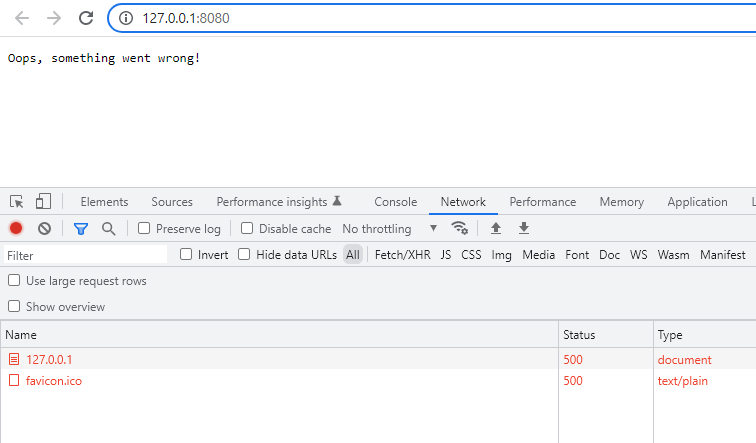 127.0.0.1:8080
Oops, something went wrong!
Elements Sources Performance insights Console Network Performance Memory Application
Preserve log Disable cache No throttling
Filter Invert Hide data URLs All Fetch/XHR JS CSS Img Media Font Doc WS Wasm Manifest
Use large request rows
Show overview
Name Status Type
127.0.0.1 500 document
favicon.ico 500 text/plain